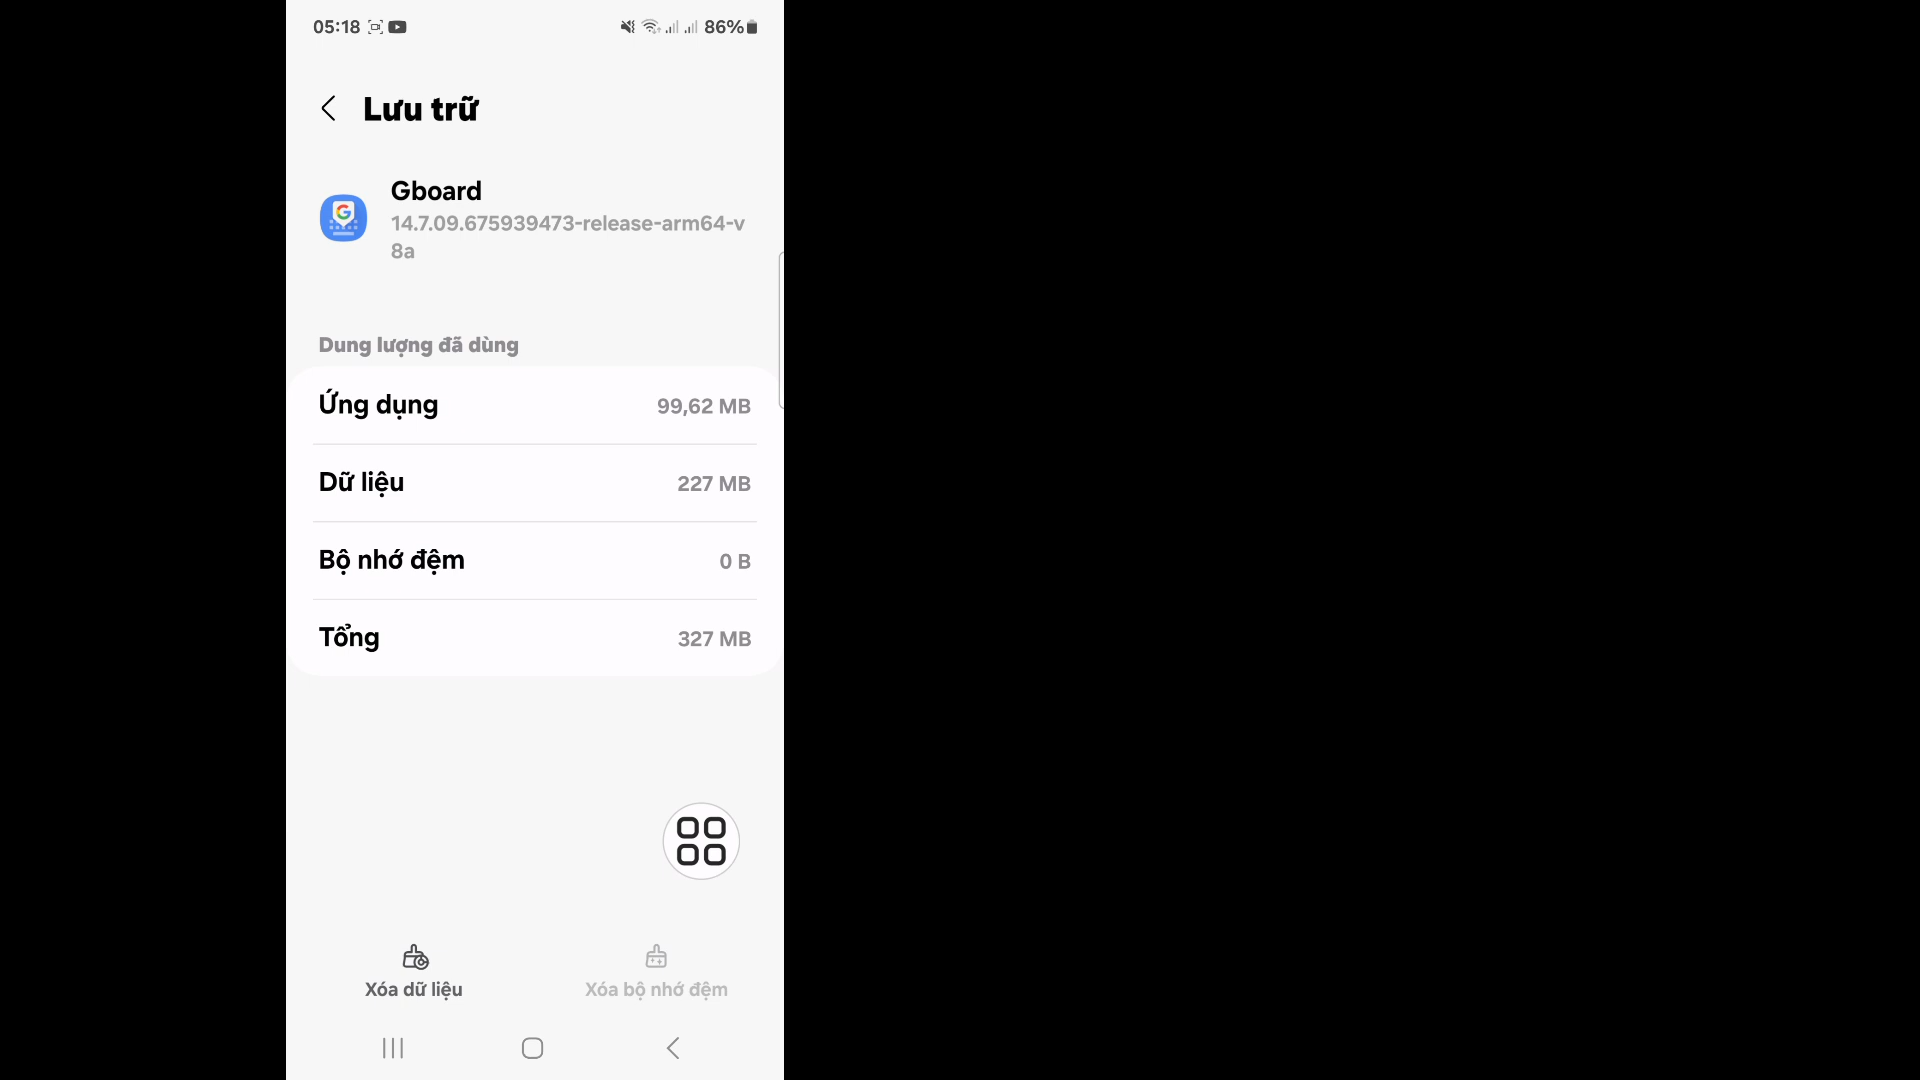 05:18
86%
Lưu trữ
Gboard
14.7.09.675939473-release-arm64-v
8a
Dung lượng đã dùng
Ứng dụng 99,62 MB
Dữ liệu 227 MB
Bộ nhớ đệm 0 B
Tổng 327 MB
Xóa dữ liệu
Xóa bộ nhớ đệm